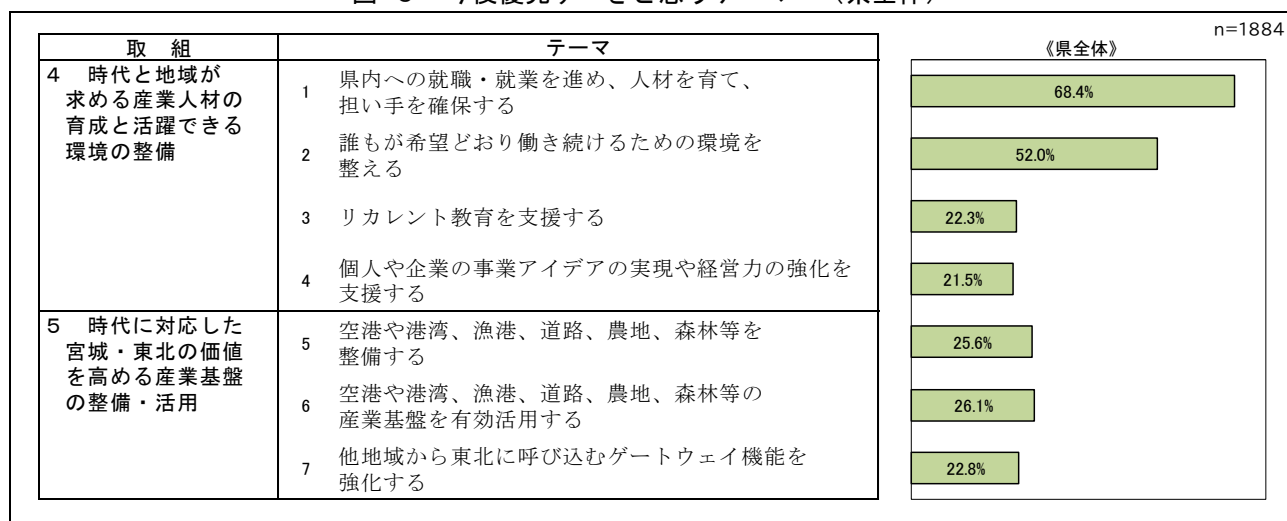 n=1884
取 組 テーマ 《県全体》
4 時代と地域が
求める産業人材の
育成と活躍できる
環境の整備
1 県内への就職・就業を進め、人材を育て、
担い手を確保する
68.4%
2 誰もが希望どおり働き続けるための環境を
整える
52.0%
3 リカレント教育を支援する
22.3%
4 個人や企業の事業アイデアの実現や経営力の強化を
支援する
21.5%
5 時代に対応した
宮城・東北の価値
を高める産業基盤
の整備・活用
5 空港や港湾、漁港、道路、農地、森林等を
整備する
25.6%
6 空港や港湾、漁港、道路、農地、森林等の
産業基盤を有効活用する
26.1%
7 他地域から東北に呼び込むゲートウェイ機能を
強化する
22.8%